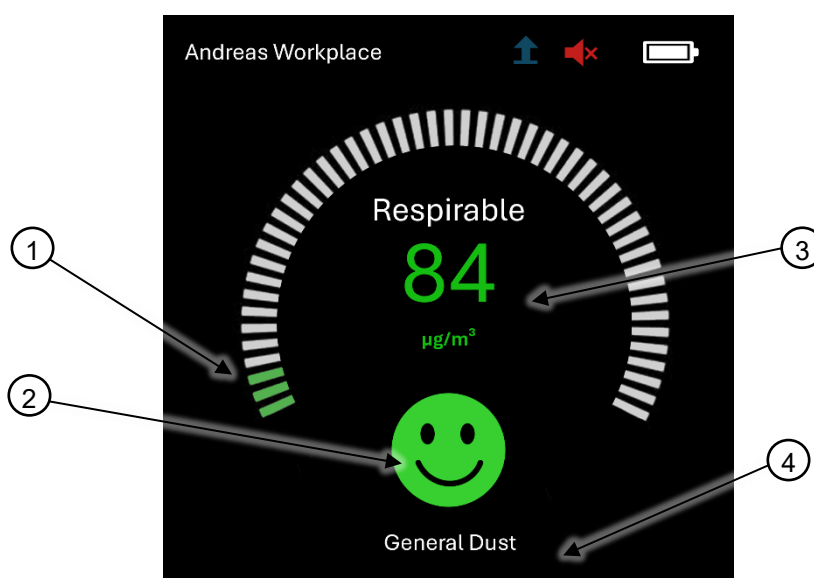 Andreas Workplace
Respirable
1
84
3
µg/m³
2
4
General Dust